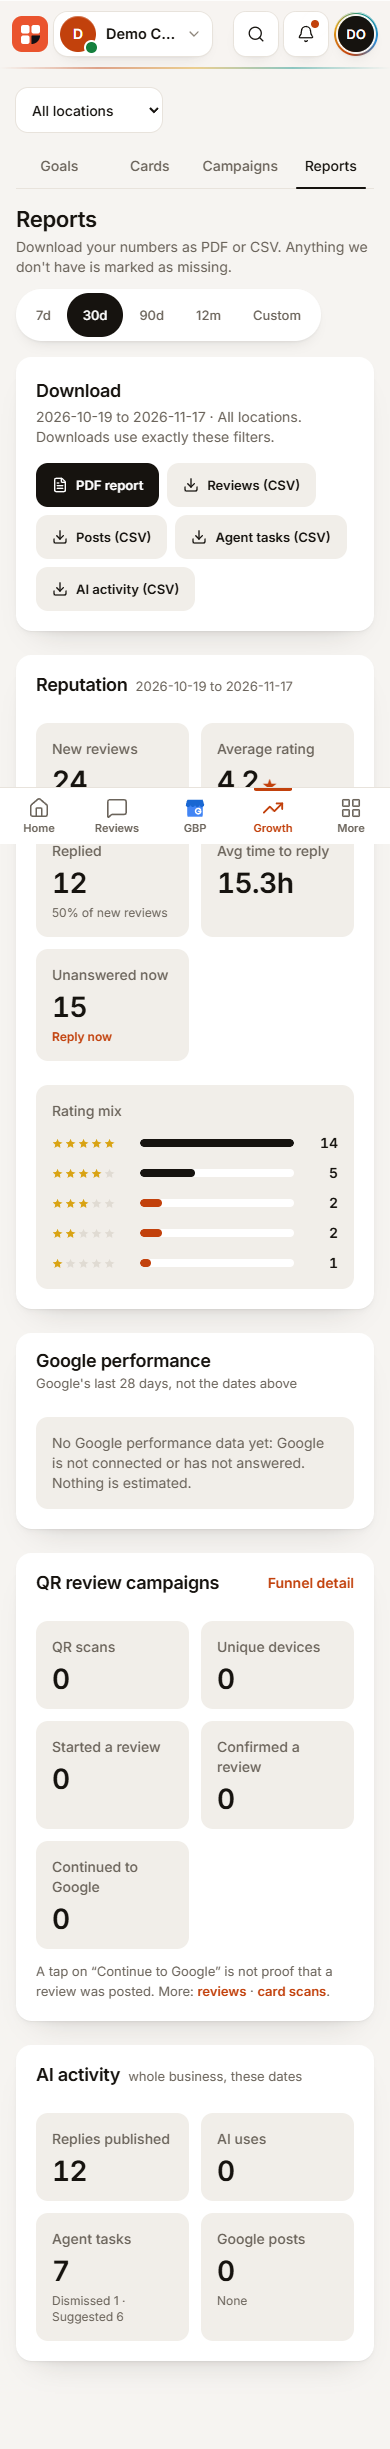 D
Demo C...
DO
All locations
Goals
Cards
Campaigns
Reports
Reports
Download your numbers as PDF or CSV. Anything we
don't have is marked as missing.
7d
30d
90d
12m
Custom
Download
2026-10-19 to 2026-11-17 · All locations.
Downloads use exactly these filters.
PDF report
Reviews (CSV)
Posts (CSV)
Agent tasks (CSV)
AI activity (CSV)
Reputation 2026-10-19 to 2026-11-17
New reviews
24
Average rating
4.2
Home
Reviews
G
GBP
Growth
More
Replied
12
50% of new reviews
Avg time to reply
15.3h
Unanswered now
15
Reply now
Rating mix
14
5
2
2
1
Google performance
Google's last 28 days, not the dates above
No Google performance data yet: Google
is not connected or has not answered.
Nothing is estimated.
QR review campaigns
Funnel detail
QR scans
0
Unique devices
0
Started a review
0
Confirmed a
review
0
Continued to
Google
0
A tap on “Continue to Google” is not proof that a
review was posted. More: reviews · card scans.
AI activity whole business, these dates
Replies published
12
AI uses
0
Agent tasks
7
Dismissed 1 ·
Suggested 6
Google posts
0
None